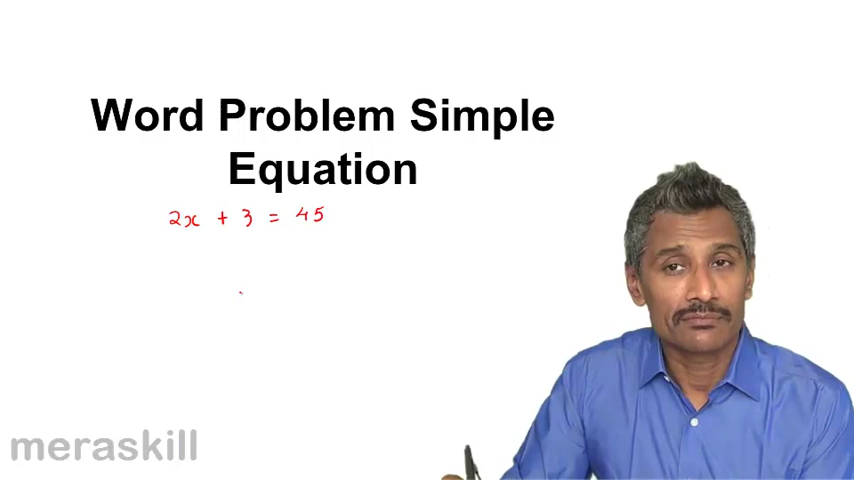 Word Problem Simple
Equation
2x + 3 = 45
meraskill